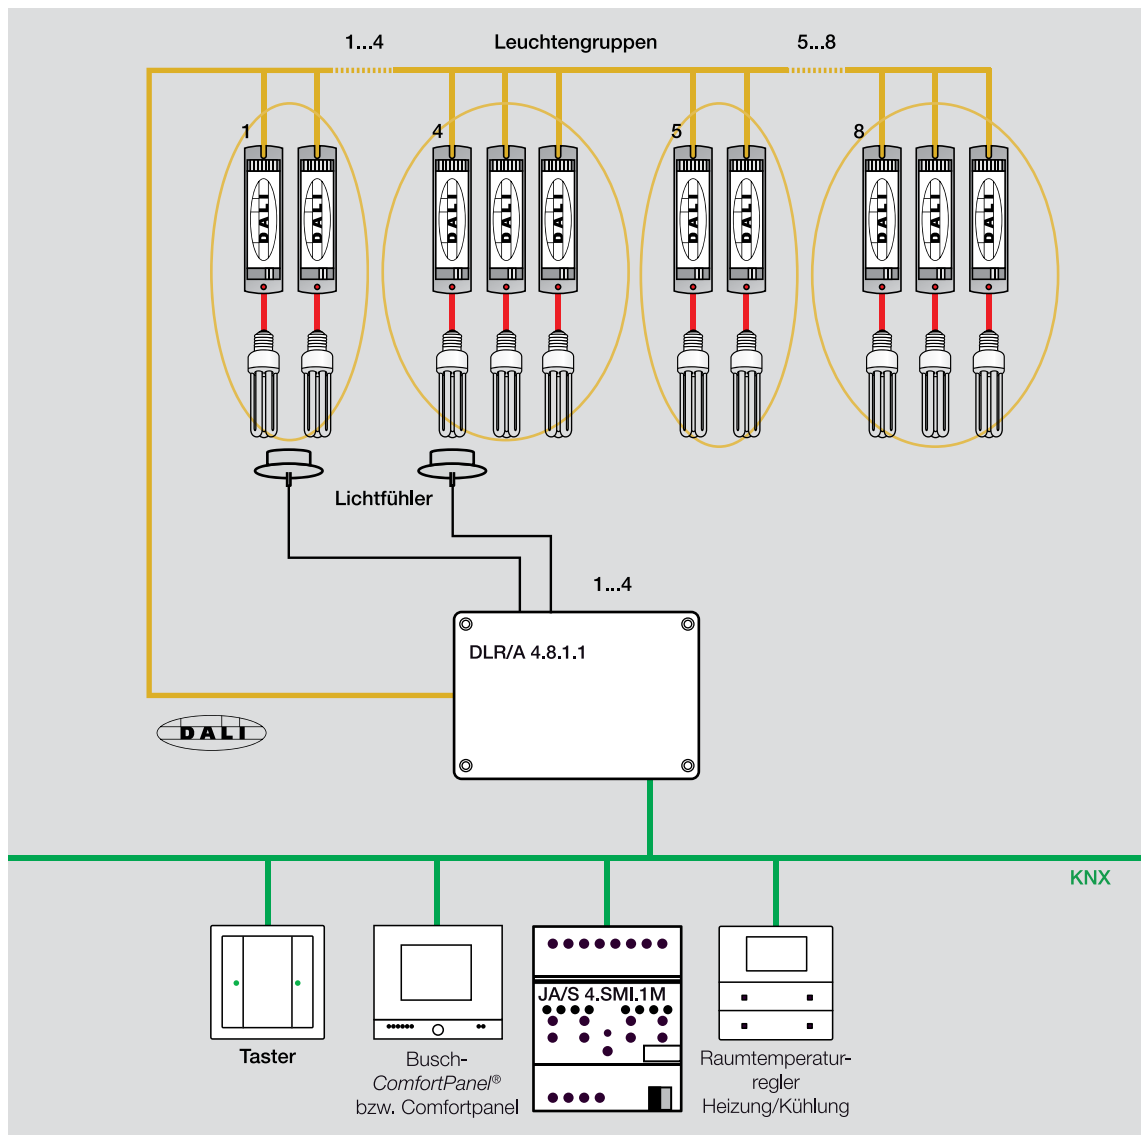 1...4 Leuchtengruppen 5...8
1 4 5 8
DALI DALI DALI DALI DALI DALI DALI DALI DALI DALI
Lichtfühler
1...4
DLR/A 4.8.1.1
DALI
KNX
JA/S 4.SMI.1M
Taster
Busch-
ComfortPanel®
bzw. Comfortpanel
Raumtemperatur-
regler
Heizung/Kühlung